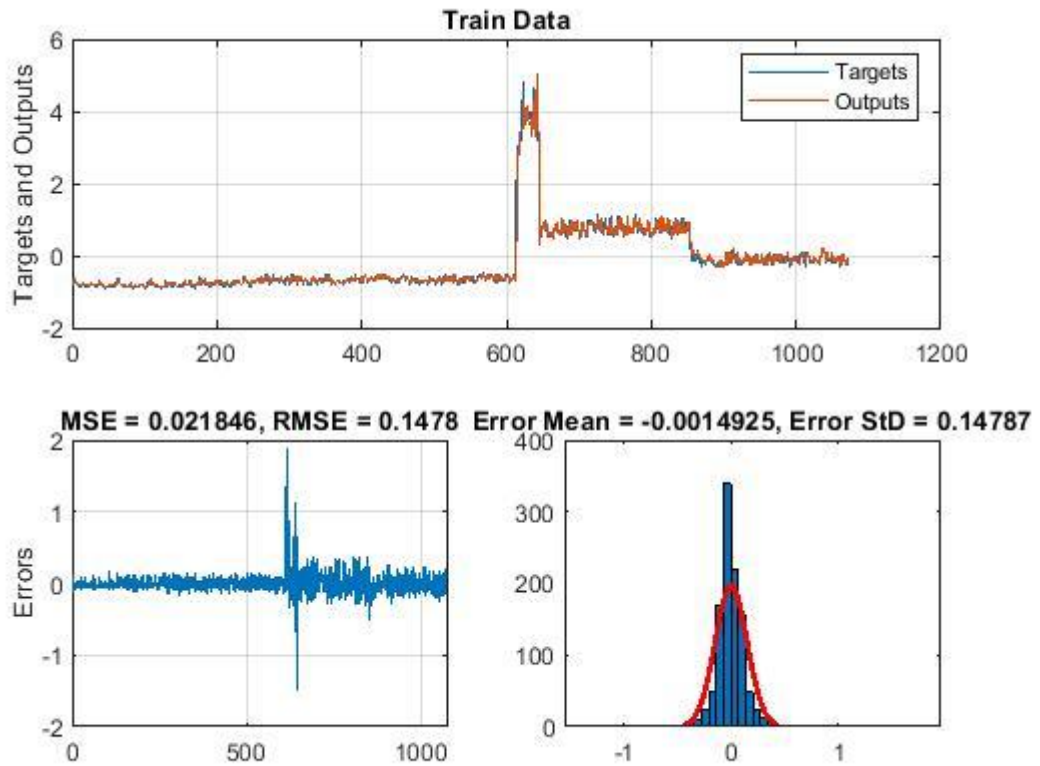 Train Data
6
4
2
0
-2
Targets and Outputs
Targets
Outputs
0 200 400 600 800 1000 1200
MSE = 0.021846, RMSE = 0.1478
2
1
0
-1
-2
Errors
0 500 1000
Error Mean = -0.0014925, Error StD = 0.14787
400
300
200
100
0
-1 0 1